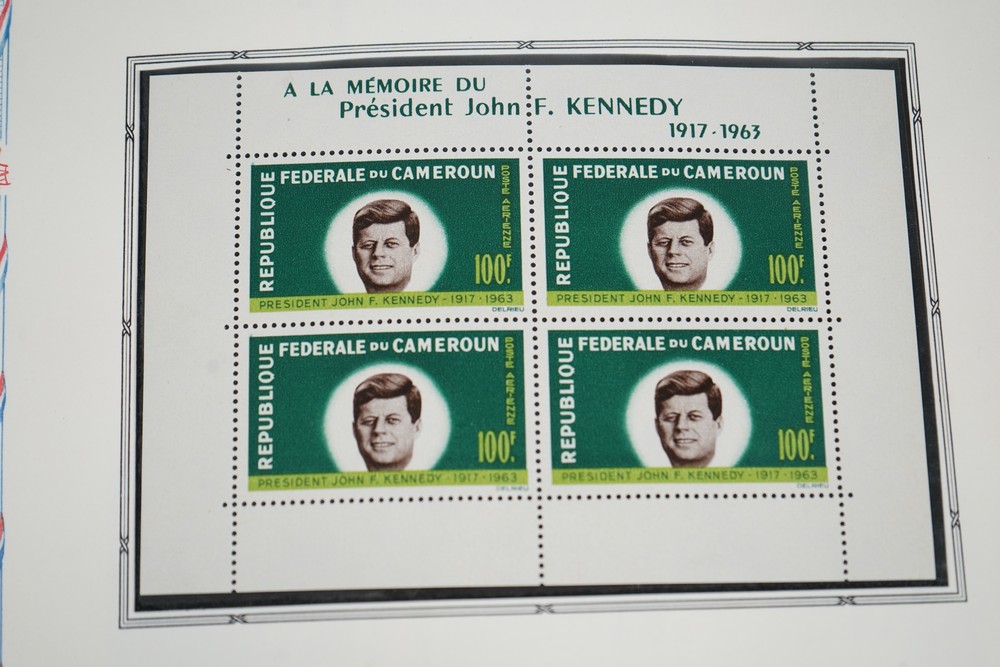 A LA MÉMOIRE DU
Président John F. KENNEDY
1917-1963
RÉPUBLIQUE
FEDERALE DU CAMEROUN
POSTE AERIENNE
100F.
PRESIDENT JOHN F. KENNEDY - 1917 - 1963
DELRIEU
REPUBLIQUE
FEDERALE DU CAMEROUN
POSTE AERIENNE
100F.
PRESIDENT JOHN F. KENNEDY - 1917 - 1963
DELRIEU
REPUBLIQUE
FEDERALE DU CAMEROUN
POSTE AERIENNE
100F.
PRESIDENT JOHN F. KENNEDY - 1917 - 1963
DELRIEU
REPUBLIQUE
FEDERALE DU CAMEROUN
POSTE AERIENNE
100F.
PRESIDENT JOHN F. KENNEDY - 1917 - 1963
DELRIEU